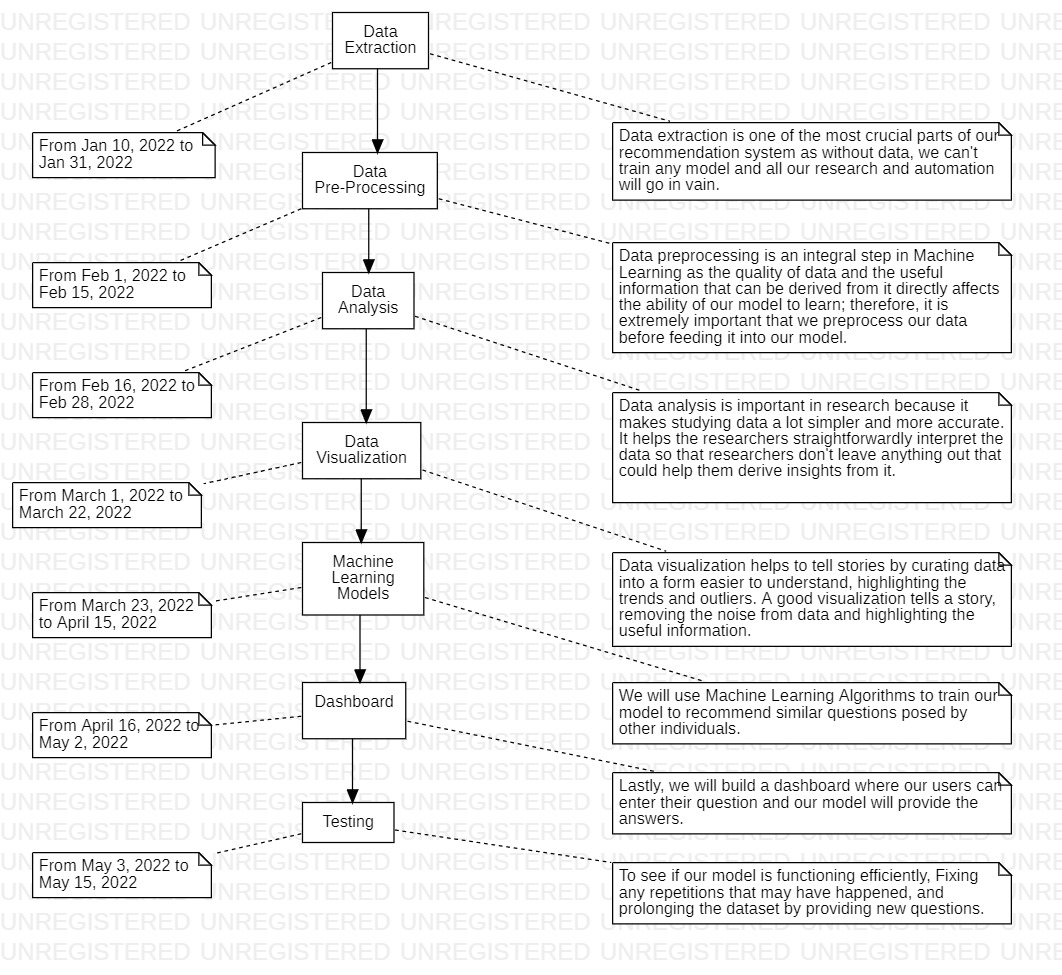 Data
Extraction
From Jan 10, 2022 to
Jan 31, 2022
Data extraction is one of the most crucial parts of our
recommendation system as without data, we can't
train any model and all our research and automation
will go in vain.
Data
Pre-Processing
From Feb 1, 2022 to
Feb 15, 2022
Data preprocessing is an integral step in Machine
Learning as the quality of data and the useful
information that can be derived from it directly affects
the ability of our model to learn; therefore, it is
extremely important that we preprocess our data
before feeding it into our model.
Data
Analysis
From Feb 16, 2022 to
Feb 28, 2022
Data analysis is important in research because it
makes studying data a lot simpler and more accurate.
It helps the researchers straightforwardly interpret the
data so that researchers don't leave anything out that
could help them derive insights from it.
Data
Visualization
From March 1, 2022 to
March 22, 2022
Data visualization helps to tell stories by curating data
into a form easier to understand, highlighting the
trends and outliers. A good visualization tells a story,
removing the noise from data and highlighting the
useful information.
Machine
Learning
Models
From March 23, 2022
to April 15, 2022
We will use Machine Learning Algorithms to train our
model to recommend similar questions posed by
other individuals.
Dashboard
From April 16, 2022 to
May 2, 2022
Lastly, we will build a dashboard where our users can
enter their question and our model will provide the
answers.
Testing
From May 3, 2022 to
May 15, 2022
To see if our model is functioning efficiently, Fixing
any repetitions that may have happened, and
prolonging the dataset by providing new questions.
UNREGISTERED